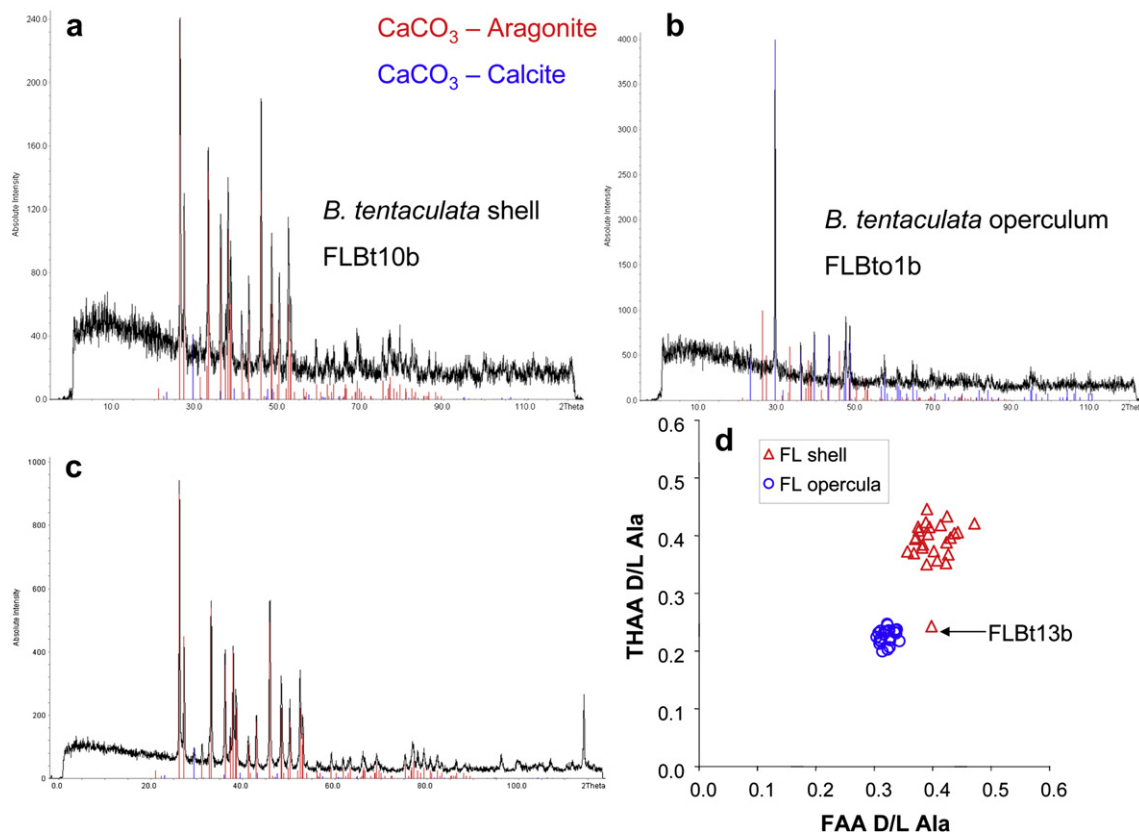 a
CaCO3 – Aragonite
CaCO3 – Calcite
B. tentaculata shell
FLBt10b
Absolute Intensity
240.0
200.0
160.0
120.0
80.0
40.0
0.0
10.0 30.0 50.0 70.0 90.0 110.0 2Theta
b
B. tentaculata operculum
FLBto1b
Absolute Intensity
400.0
350.0
300.0
250.0
200.0
150.0
100.0
50.0
0.0
10.0 30.0 50.0 70.0 90.0 110.0 2Theta
c
Absolute Intensity
1000
800
600
400
200
0
0.0 20.0 40.0 60.0 80.0 100.0 2Theta
d
FL shell
FL opercula
FLBt13b
THAA D/L Ala
0.6
0.5
0.4
0.3
0.2
0.1
0.0
0.0 0.1 0.2 0.3 0.4 0.5 0.6
FAA D/L Ala